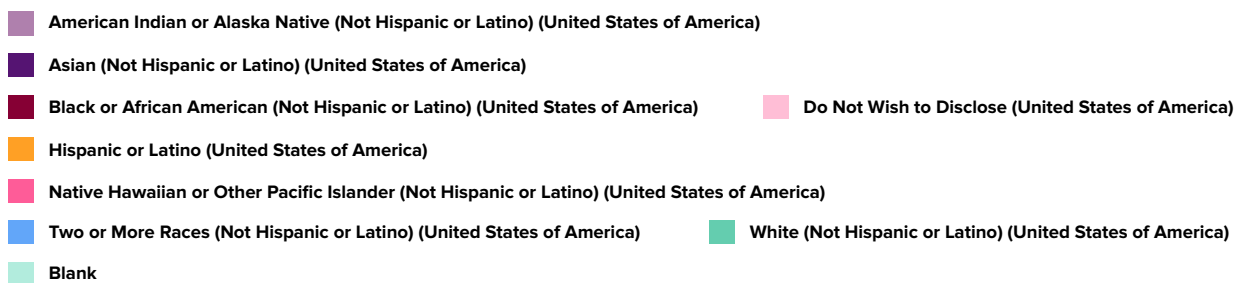 American Indian or Alaska Native (Not Hispanic or Latino) (United States of America)
Asian (Not Hispanic or Latino) (United States of America)
Black or African American (Not Hispanic or Latino) (United States of America)
Do Not Wish to Disclose (United States of America)
Hispanic or Latino (United States of America)
Native Hawaiian or Other Pacific Islander (Not Hispanic or Latino) (United States of America)
Two or More Races (Not Hispanic or Latino) (United States of America)
White (Not Hispanic or Latino) (United States of America)
Blank